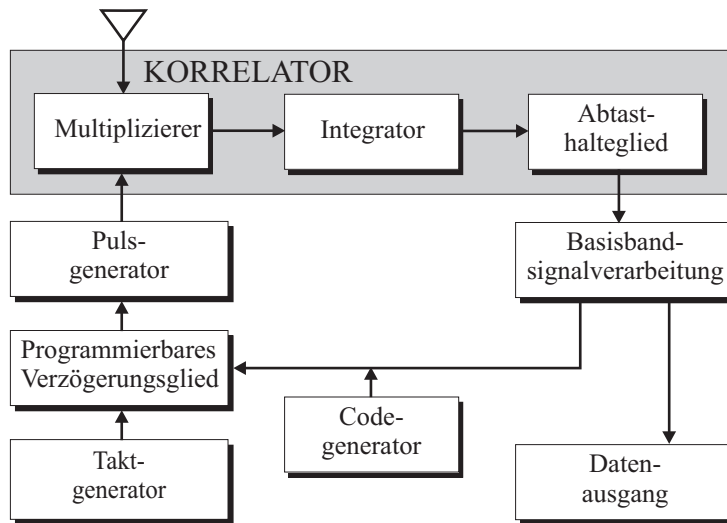 KORRELATOR
Multiplizierer
Integrator
Abtast-
halteglied
Puls-
generator
Basisband-
signalverarbeitung
Programmierbares
Verzögerungsglied
Code-
generator
Takt-
generator
Daten-
ausgang